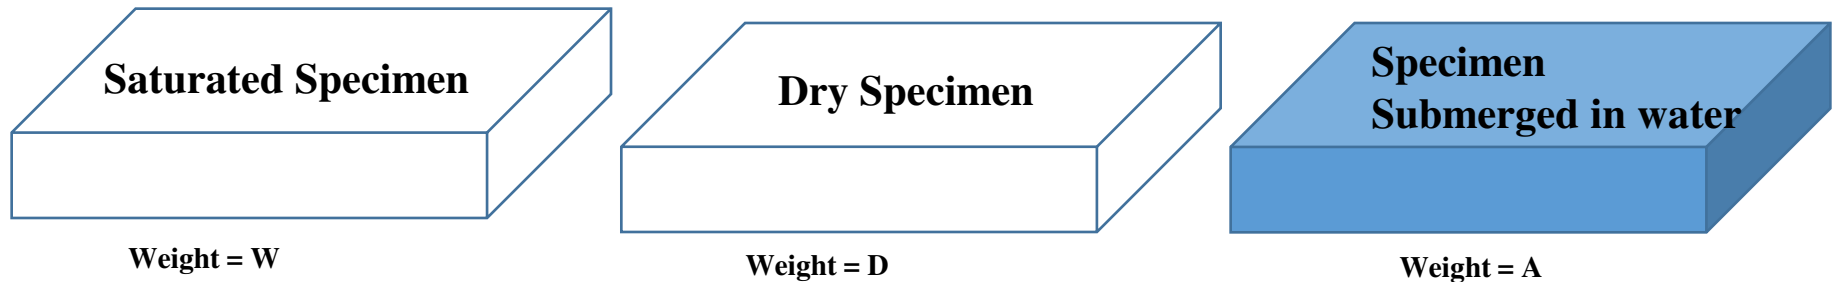 Saturated Specimen
Weight = W
Dry Specimen
Weight = D
Specimen
Submerged in water
Weight = A